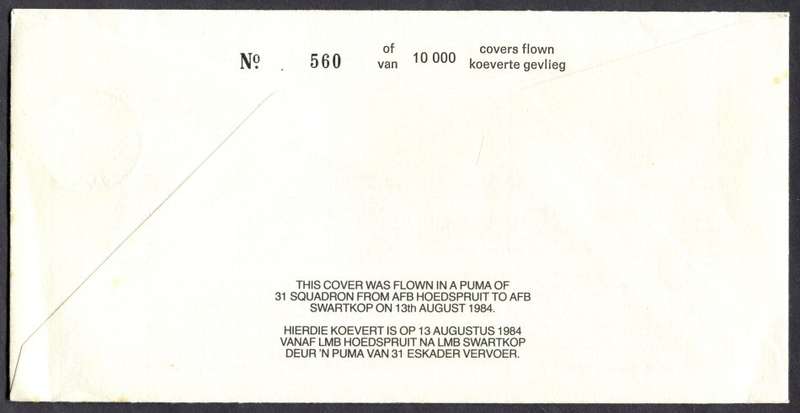 Nº. 560 of 10 000 covers flown
van koeverte gevlieg
THIS COVER WAS FLOWN IN A PUMA OF
31 SQUADRON FROM AFB HOEDSPRUIT TO AFB
SWARTKOP ON 13th AUGUST 1984.
HIERDIE KOEVERT IS OP 13 AUGUSTUS 1984
VANAF LMB HOEDSPRUIT NA LMB SWARTKOP
DEUR 'N PUMA VAN 31 ESKADER VERVOER.